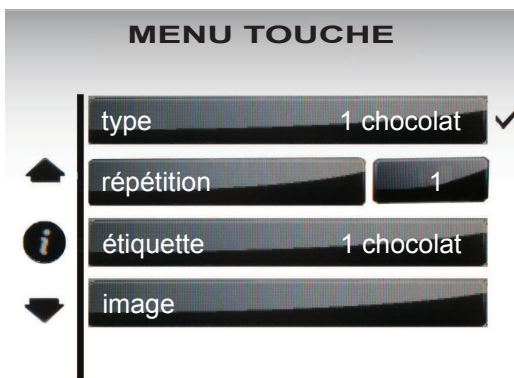 MENU TOUCHE
type 1 chocolat
répétition 1
i
étiquette 1 chocolat
image